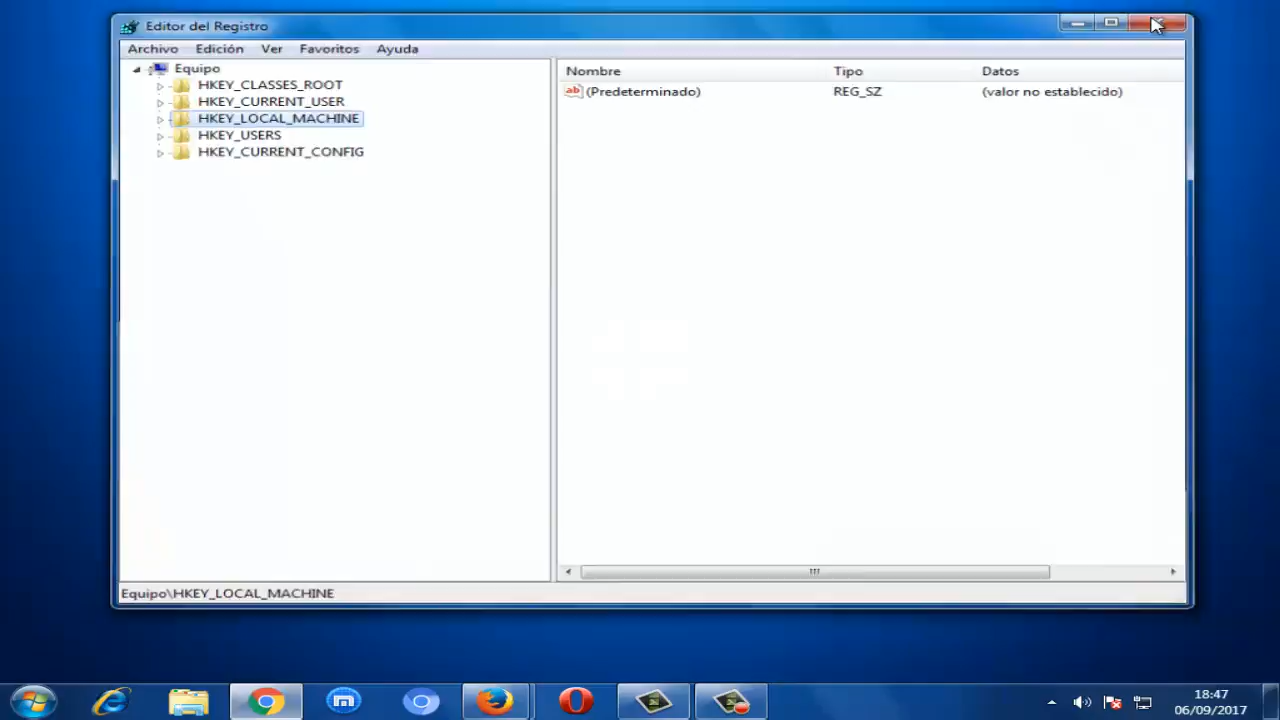 Editor del Registro
Archivo Edición Ver Favoritos Ayuda
Equipo
HKEY_CLASSES_ROOT
HKEY_CURRENT_USER
HKEY_LOCAL_MACHINE
HKEY_USERS
HKEY_CURRENT_CONFIG
Nombre Tipo Datos
ab (Predeterminado) REG_SZ (valor no establecido)
Equipo\HKEY_LOCAL_MACHINE
18:47
06/09/2017